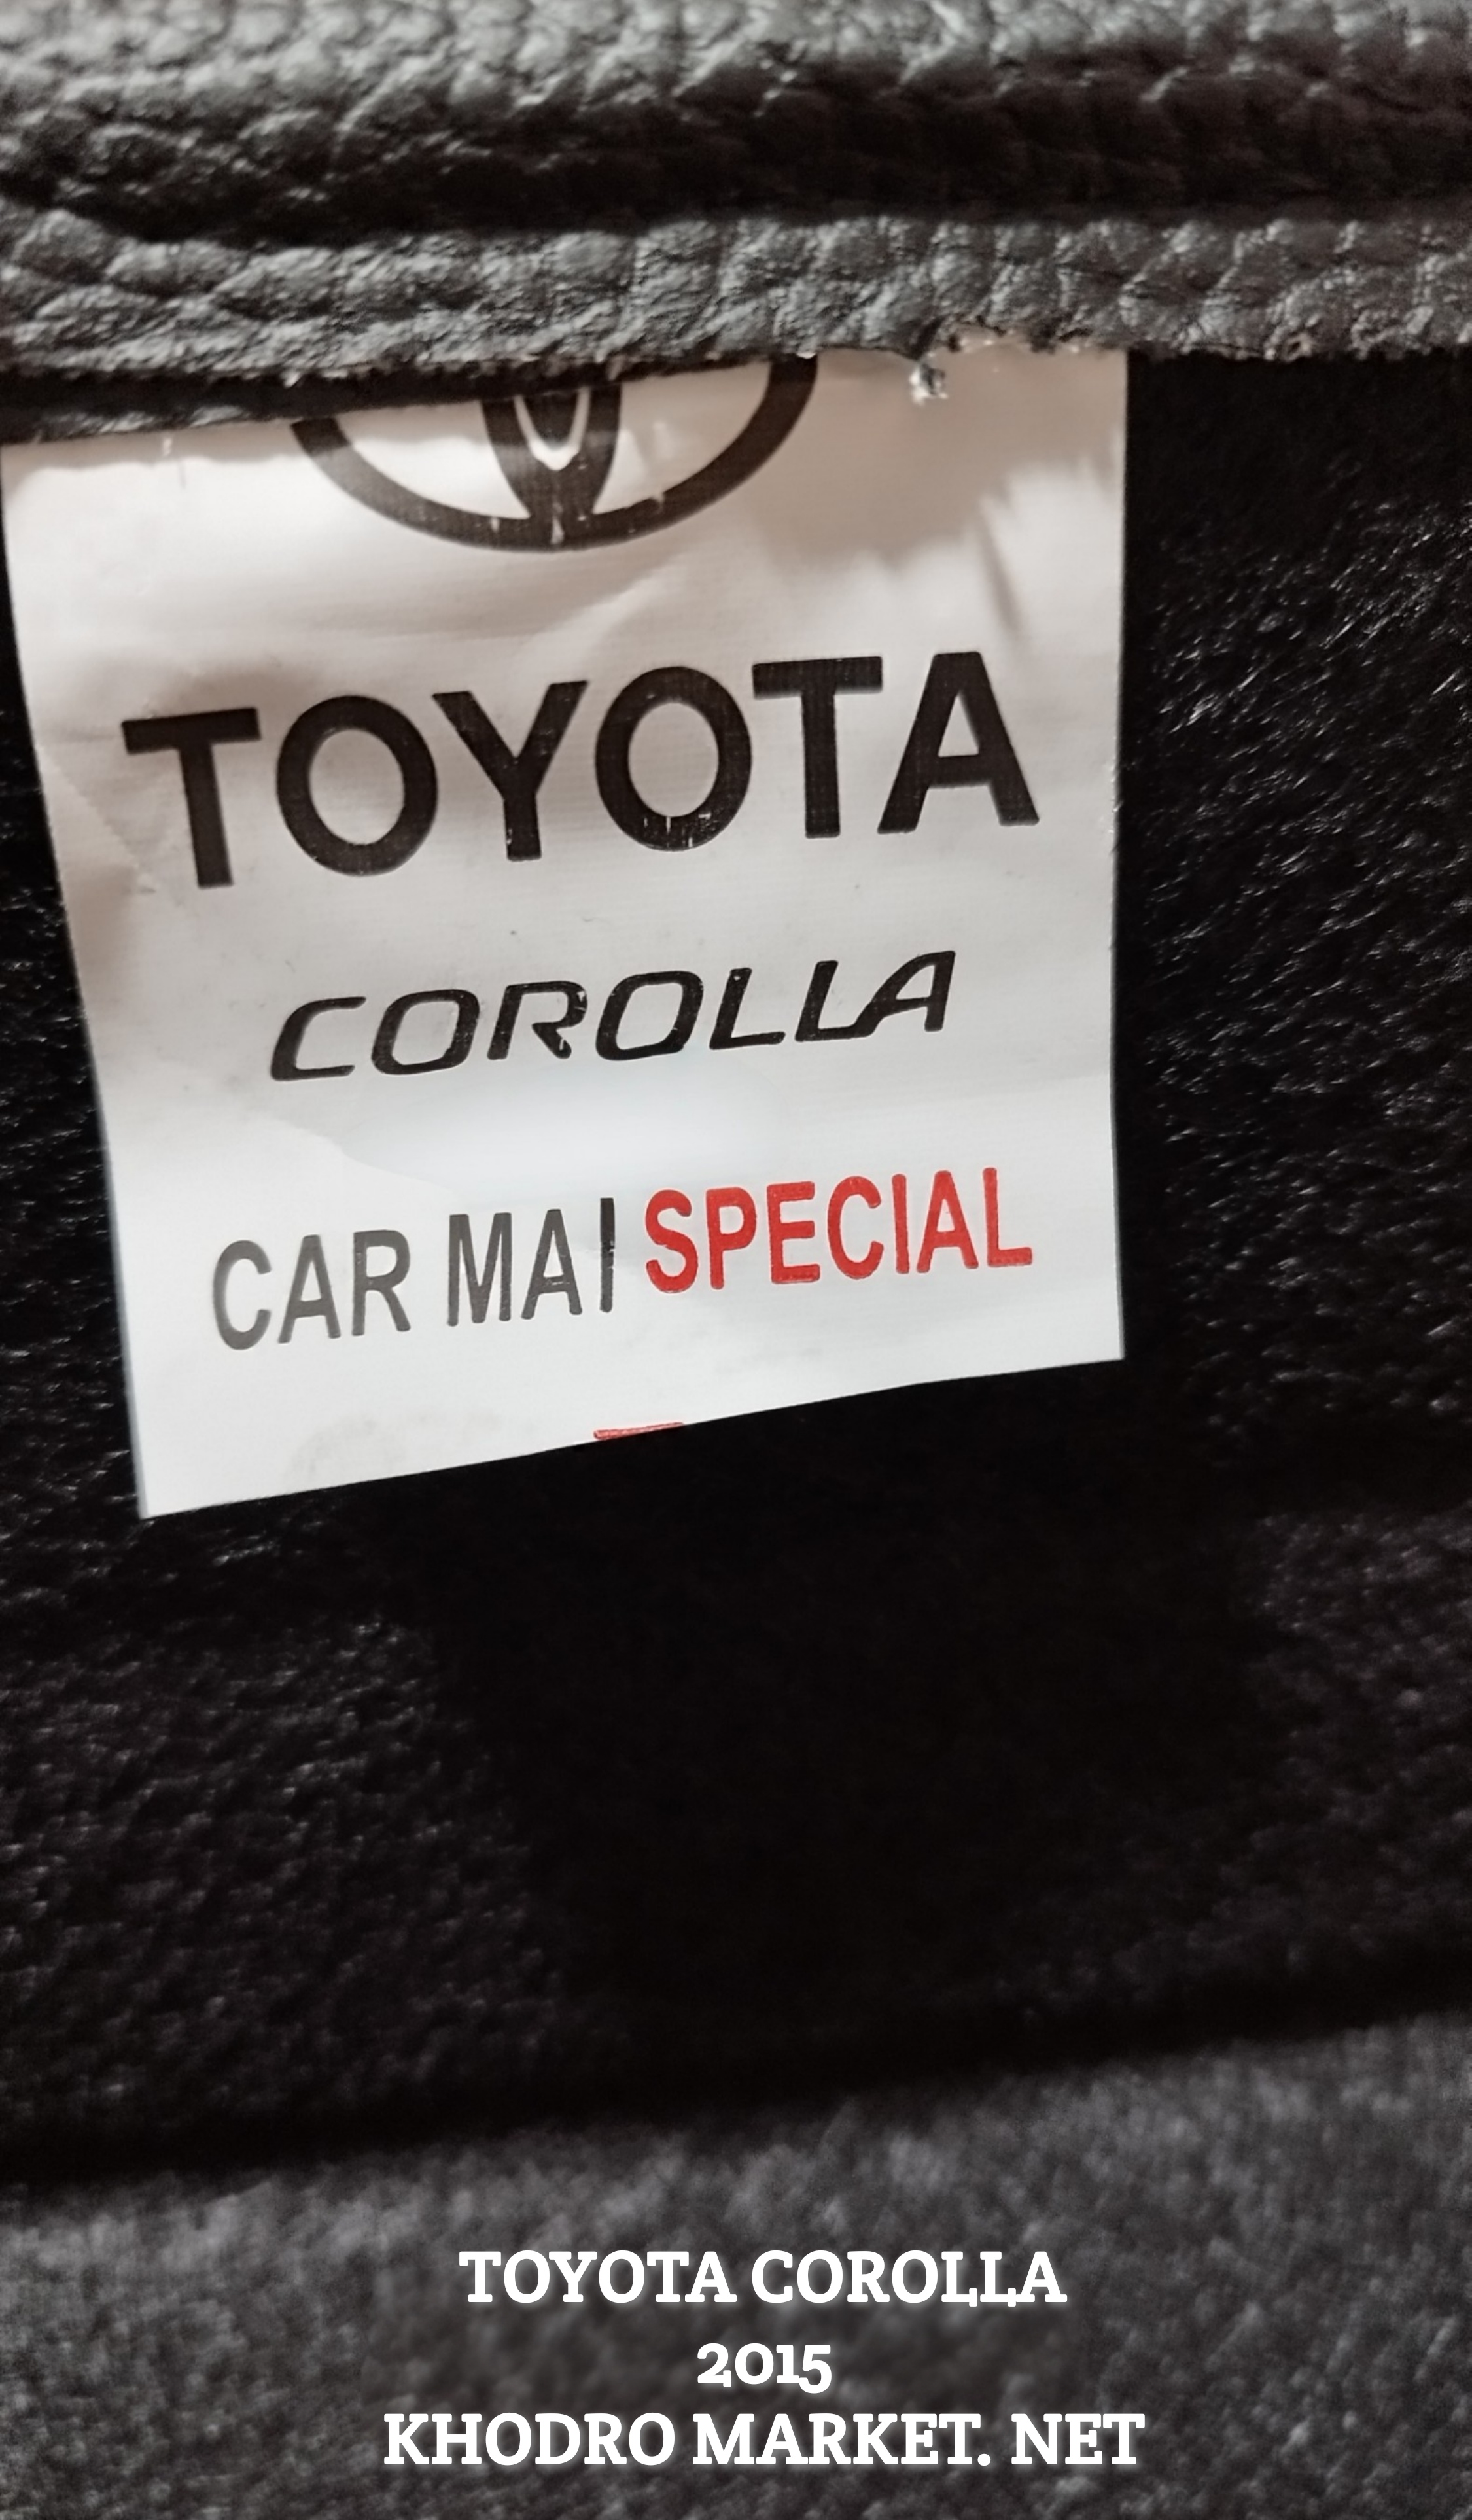 TOYOTA
COROLLA
CAR MAI SPECIAL
TOYOTA COROLLA
2015
KHODRO MARKET. NET